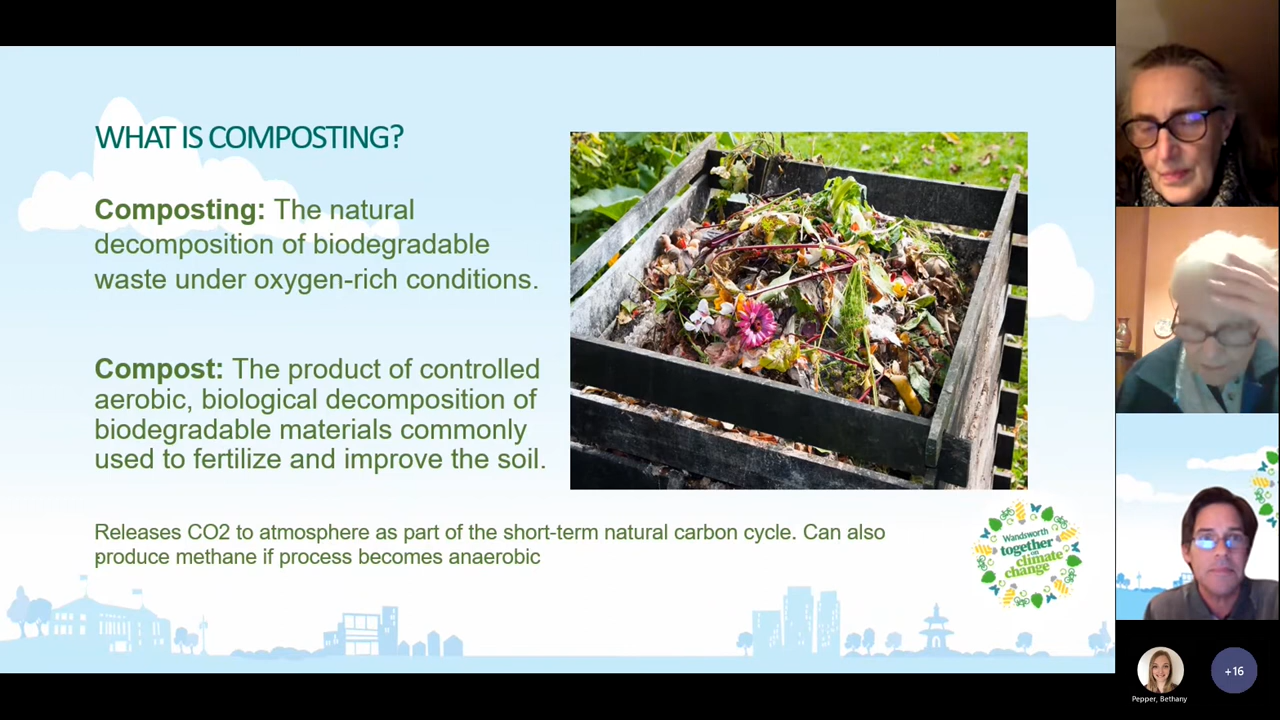 WHAT IS COMPOSTING?
Composting: The natural
decomposition of biodegradable
waste under oxygen-rich conditions.
Compost: The product of controlled
aerobic, biological decomposition of
biodegradable materials commonly
used to fertilize and improve the soil.
Releases CO2 to atmosphere as part of the short-term natural carbon cycle. Can also
produce methane if process becomes anaerobic
Wandsworth
together
on
climate
change
Pepper, Bethany
+16